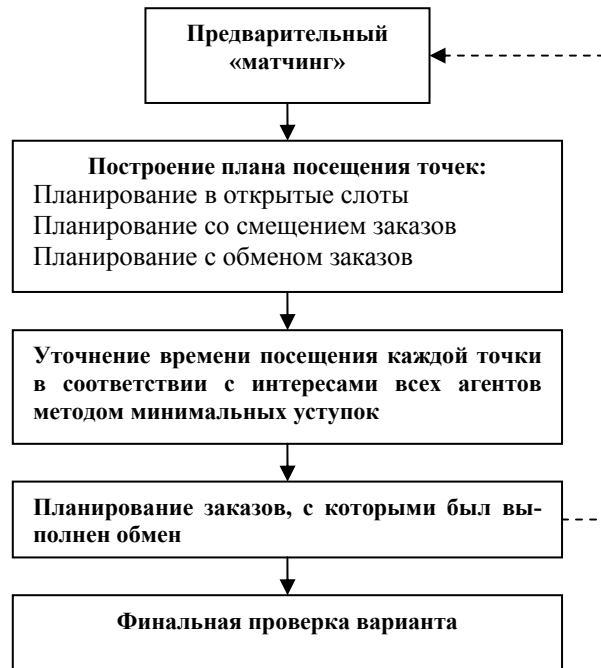 Предварительный
«матчинг»
Построение плана посещения точек:
Планирование в открытые слоты
Планирование со смещением заказов
Планирование с обменом заказов
Уточнение времени посещения каждой точки
в соответствии с интересами всех агентов
методом минимальных уступок
Планирование заказов, с которыми был вы-
полнен обмен
Финальная проверка варианта